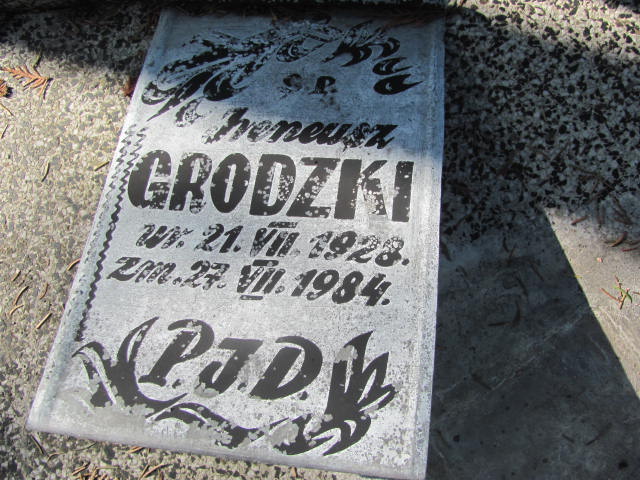 Ś.P.
Ireneusz
GRODZKI
ur. 21. VII. 1928.
zm. 27. VII. 1984.
P.J.D.